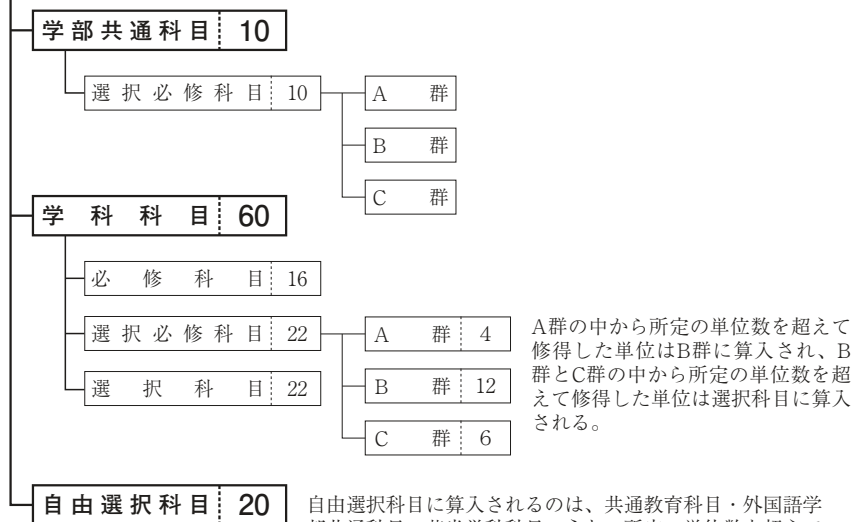 学部共通科目 10
選択必修科目 10
A 群
B 群
C 群
学科科目 60
必修科目 16
選択必修科目 22
A 群 4
選択科目 22
B 群 12
C 群 6
A群の中から所定の単位数を超えて
修得した単位はB群に算入され、B
群とC群の中から所定の単位数を超
えて修得した単位は選択科目に算入
される。
自由選択科目 20
自由選択科目に算入されるのは、共通教育科目・外国語学